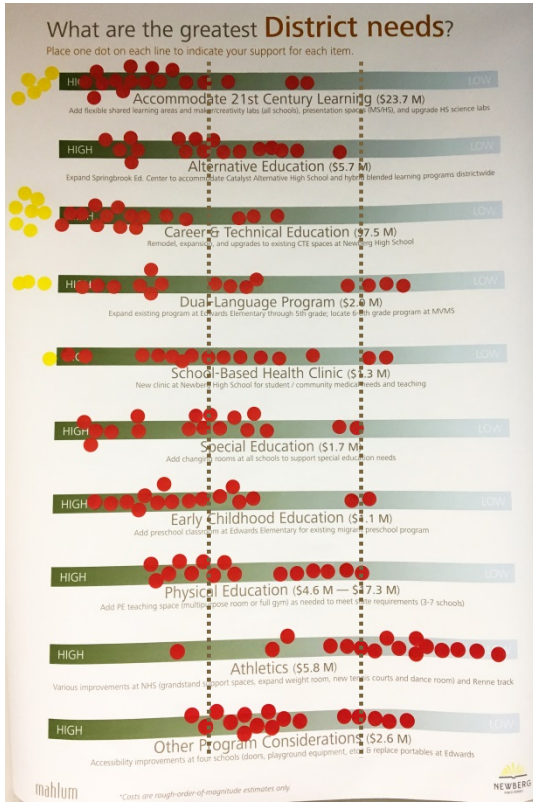 What are the greatest District needs?
Place one dot on each line to indicate your support for each item.
LOW
Accommodate 21st Century Learning ($23.7 M)
Add flexible shared learning areas and maker/creativity labs (all schools), presentation spaces (MS/HS), and upgrade HS science labs
HIGH LOW
Alternative Education ($5.7 M)
Expand Springbrook Ed. Center to accommodate Catalyst Alternative High School and hybrid blended learning programs districtwide
LOW
Career & Technical Education ($7.5 M)
Remodel, expansion, and upgrades to existing CTE spaces at Newberg High School
LOW
Dual-Language Program
Expand existing program at Edwards Elementary through 5th grade; locate grade program at MVMS
LOW
School-Based Health Clinic ($1.3 M)
New clinic at Newberg High School for student / community medical needs and teaching
HIGH LOW
Special Education ($1.7 M)
Add changing rooms at all schools to support special education needs
HIGH LOW
Early Childhood Education
Add preschool classroom at Edwards Elementary for existing migrant preschool program
HIGH LOW
Physical Education ($4.6 M — $17.3 M)
Add PE teaching space (multipurpose room or full gym) as needed to meet state requirements (3-7 schools)
HIGH
Athletics ($5.8 M)
Various improvements at NHS (grandstand support spaces, expand weight room, new tennis courts and dance room) and Renne track
HIGH LOW
Other Program Considerations ($2.6 M)
Accessibility improvements at four schools (doors, playground equipment, etc.) & replace portables at Edwards
mahlum
*Costs are rough-order-of-magnitude estimates only.
NEWBERG